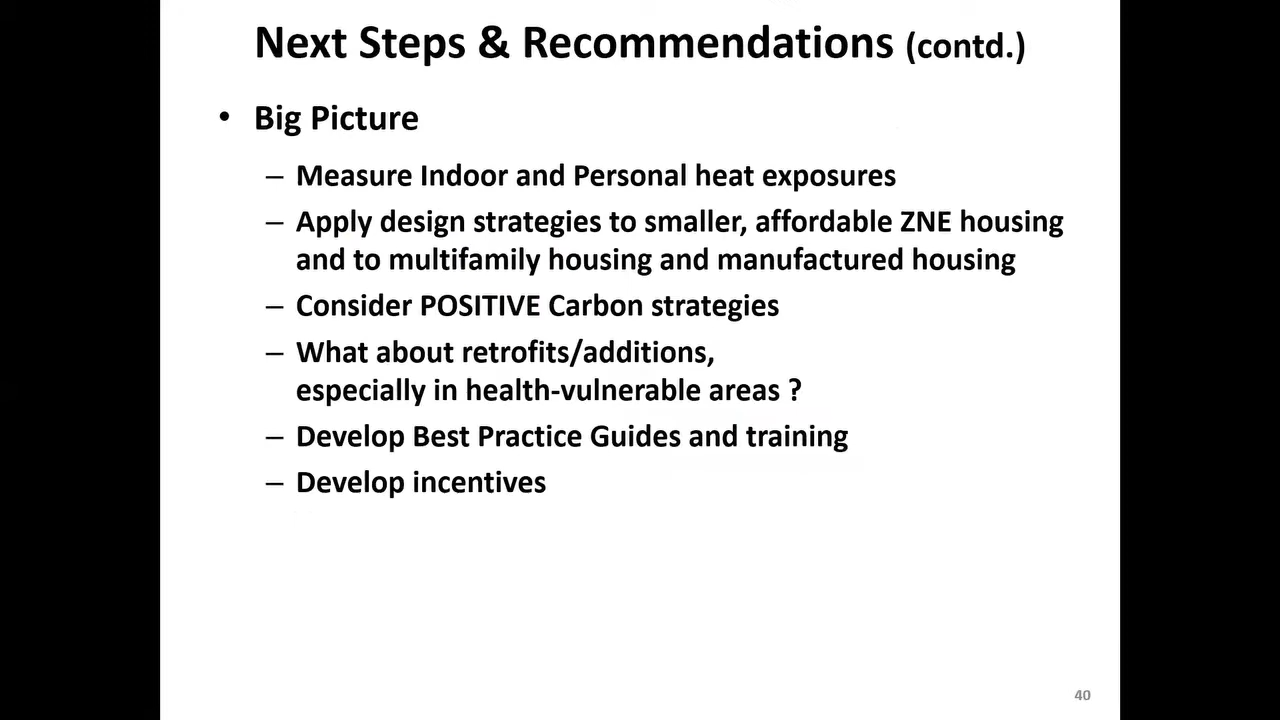 Next Steps & Recommendations (contd.)
• Big Picture
– Measure Indoor and Personal heat exposures
– Apply design strategies to smaller, affordable ZNE housing
and to multifamily housing and manufactured housing
– Consider POSITIVE Carbon strategies
– What about retrofits/additions,
especially in health-vulnerable areas ?
– Develop Best Practice Guides and training
– Develop incentives
40